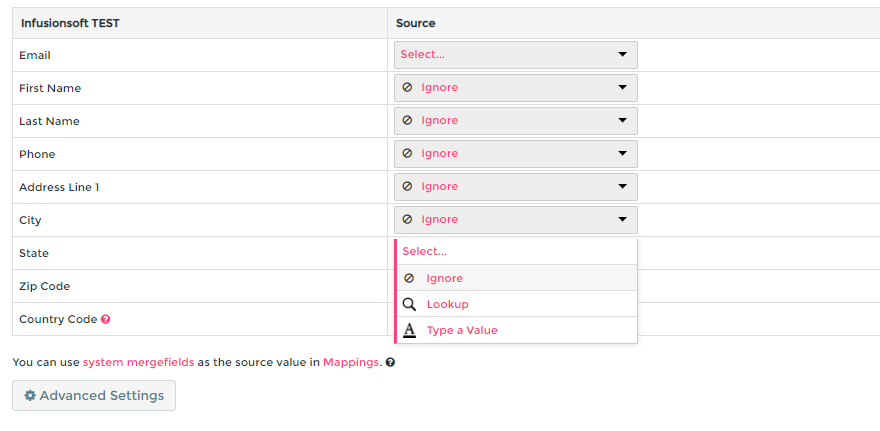 Infusionsoft TEST Source
Email Select...
First Name Ignore
Last Name Ignore
Phone Ignore
Address Line 1 Ignore
City Ignore
State Select...
Ignore
Zip Code Lookup
Country Code Type a Value
You can use system mergefields as the source value in Mappings.
Advanced Settings